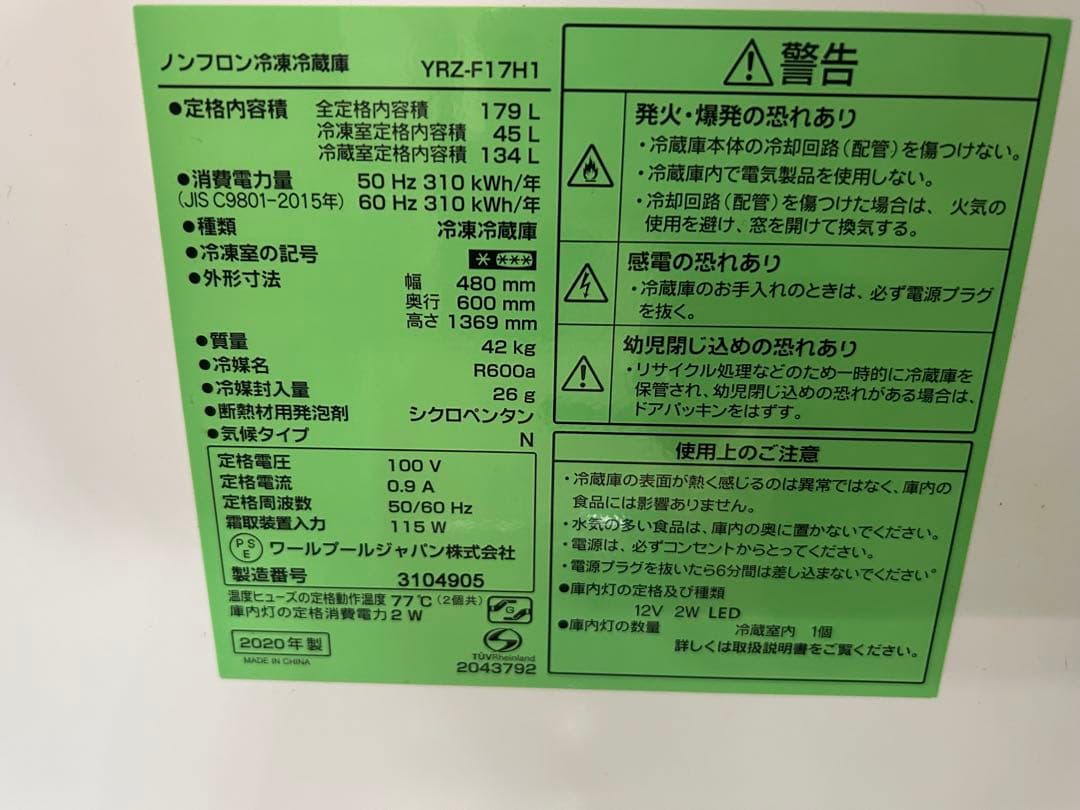 ノンフロン冷凍冷蔵庫 YRZ-F17H1
●定格内容積 全定格内容積 179 L
冷凍室定格内容積 45 L
冷蔵室定格内容積 134 L
●消費電力量 50 Hz 310 kWh/年
(JIS C9801-2015年) 60 Hz 310 kWh/年
●種類 冷凍冷蔵庫
●冷凍室の記号
●外形寸法 幅 480 mm
奥行 600 mm
高さ 1369 mm
●質量 42 kg
●冷媒名 R600a
●冷媒封入量 26 g
●断熱材用発泡剤 シクロペンタン
●気候タイプ N
定格電圧 100 V
定格電流 0.9 A
定格周波数 50/60 Hz
霜取装置入力 115 W
PSE ワールプールジャパン株式会社
製造番号 3104905
温度ヒューズの定格動作温度 77℃ (2個共)
庫内灯の定格消費電力 2 W
2020年製
MADE IN CHINA
G
TÜVRheinland
2043792
警告
発火・爆発の恐れあり
・冷蔵庫本体の冷却回路(配管)を傷つけない。
・冷蔵庫内で電気製品を使用しない。
・冷却回路(配管)を傷つけた場合は、火気の
使用を避け、窓を開けて換気する。
感電の恐れあり
・冷蔵庫のお手入れのときは、必ず電源プラグ
を抜く。
幼児閉じ込めの恐れあり
・リサイクル処理などのため一時的に冷蔵庫を
保管され、幼児閉じ込めの恐れがある場合は、
ドアパッキンをはずす。
使用上のご注意
・冷蔵庫の表面が熱く感じるのは異常ではなく、庫内の
食品には影響ありません。
・水気の多い食品は、庫内の奥に置かないでください。
・電源は、必ずコンセントからとってください。
・電源プラグを抜いたら6分間は差し込まないでください。
●庫内灯の定格及び種類
12V 2W LED
●庫内灯の数量 冷蔵室内 1個
詳しくは取扱説明書をご覧ください。